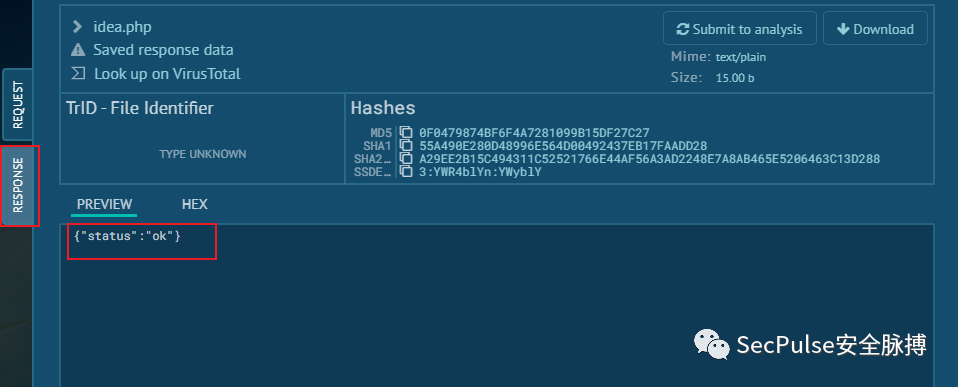 idea.php
Saved response data
Look up on VirusTotal
Submit to analysis
Download
Mime: text/plain
Size: 15.00 b
REQUEST
RESPONSE
TrID - File Identifier
TYPE UNKNOWN
Hashes
MD5 0F0479874BF6F4A7281099B15DF27C27
SHA1 55A490E280D48996E564D00492437EB17FAADD28
SHA2… A29EE2B15C494311C52521766E44AF56A3AD2248E7A8AB465E5206463C13D288
SSDE… 3:YWR4blYn:YWyblY
PREVIEW
HEX
{"status":"ok"}
SecPulse安全脉搏